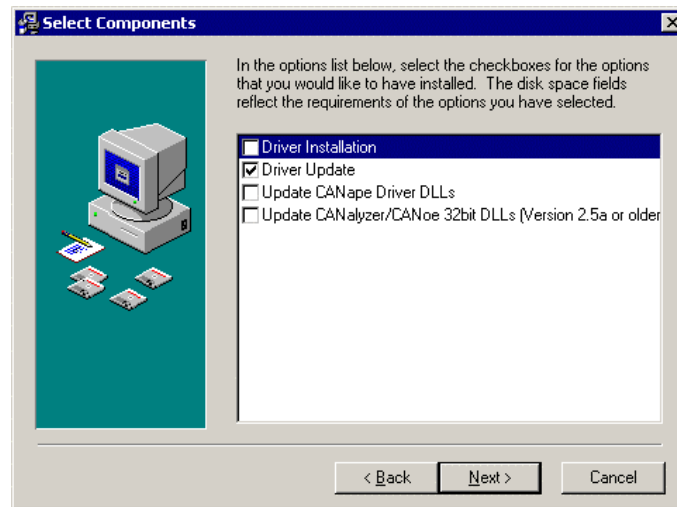 Select Components
In the options list below, select the checkboxes for the options
that you would like to have installed. The disk space fields
reflect the requirements of the options you have selected.
Driver Installation
Driver Update
Update CANape Driver DLLs
Update CANalyzer/CANoe 32bit DLLs (Version 2.5a or older
< Back
Next >
Cancel